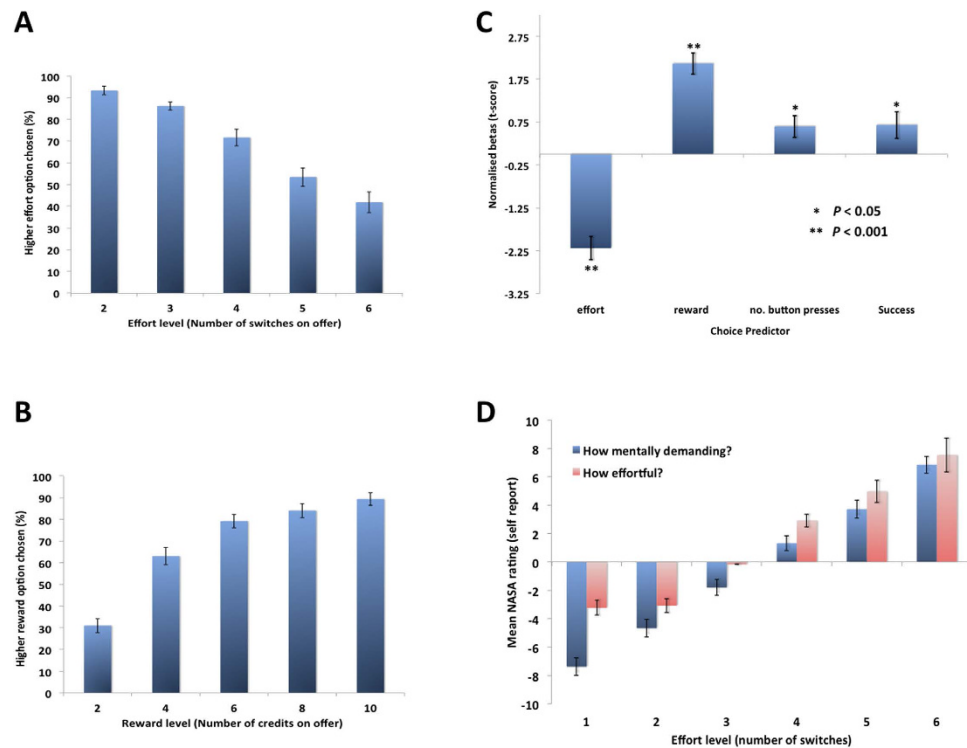 A
Higher effort option chosen (%)
100
90
80
70
60
50
40
30
20
10
0
2 3 4 5 6
Effort level (Number of switches on offer)
C
Normalised betas (t-score)
2.75
1.75
0.75
-0.25
-1.25
-2.25
-3.25
**
**
*
*
* P < 0.05
** P < 0.001
effort reward no. button presses Success
Choice Predictor
B
Higher reward option chosen (%)
100
90
80
70
60
50
40
30
20
10
0
2 4 6 8 10
Reward level (Number of credits on offer)
D
Mean NASA rating (self report)
10
8
6
4
2
0
-2
-4
-6
-8
-10
How mentally demanding?
How effortful?
1 2 3 4 5 6
Effort level (number of switches)